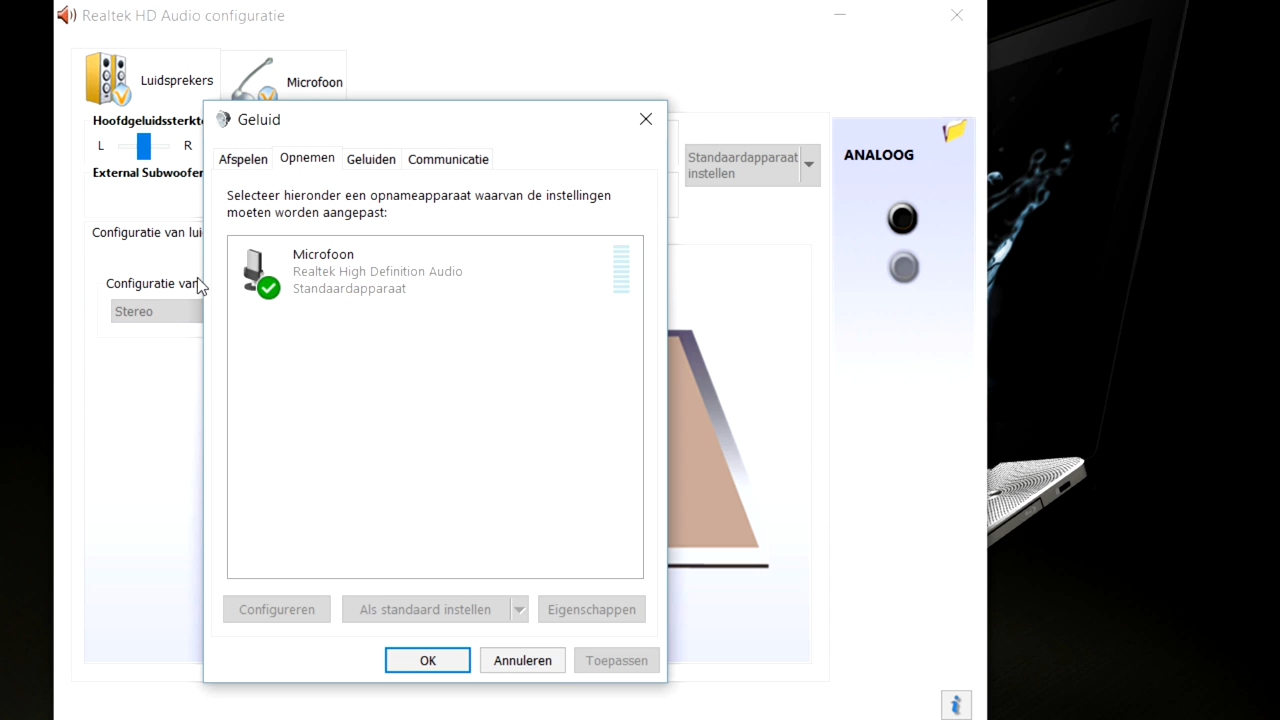 Realtek HD Audio configuratie
Luidsprekers
Microfoon
Hoofdgeluidssterkte
L
R
External Subwoofer
Configuratie van
Configuratie van
Stereo
Geluid
Afspelen
Opnemen
Geluiden
Communicatie
Selecteer hieronder een opnameapparaat waarvan de instellingen
moeten worden aangepast:
Microfoon
Realtek High Definition Audio
Standaardapparaat
Configureren
Als standaard instellen
Eigenschappen
OK
Annuleren
Toepassen
Standaardapparaat
instellen
ANALOOG